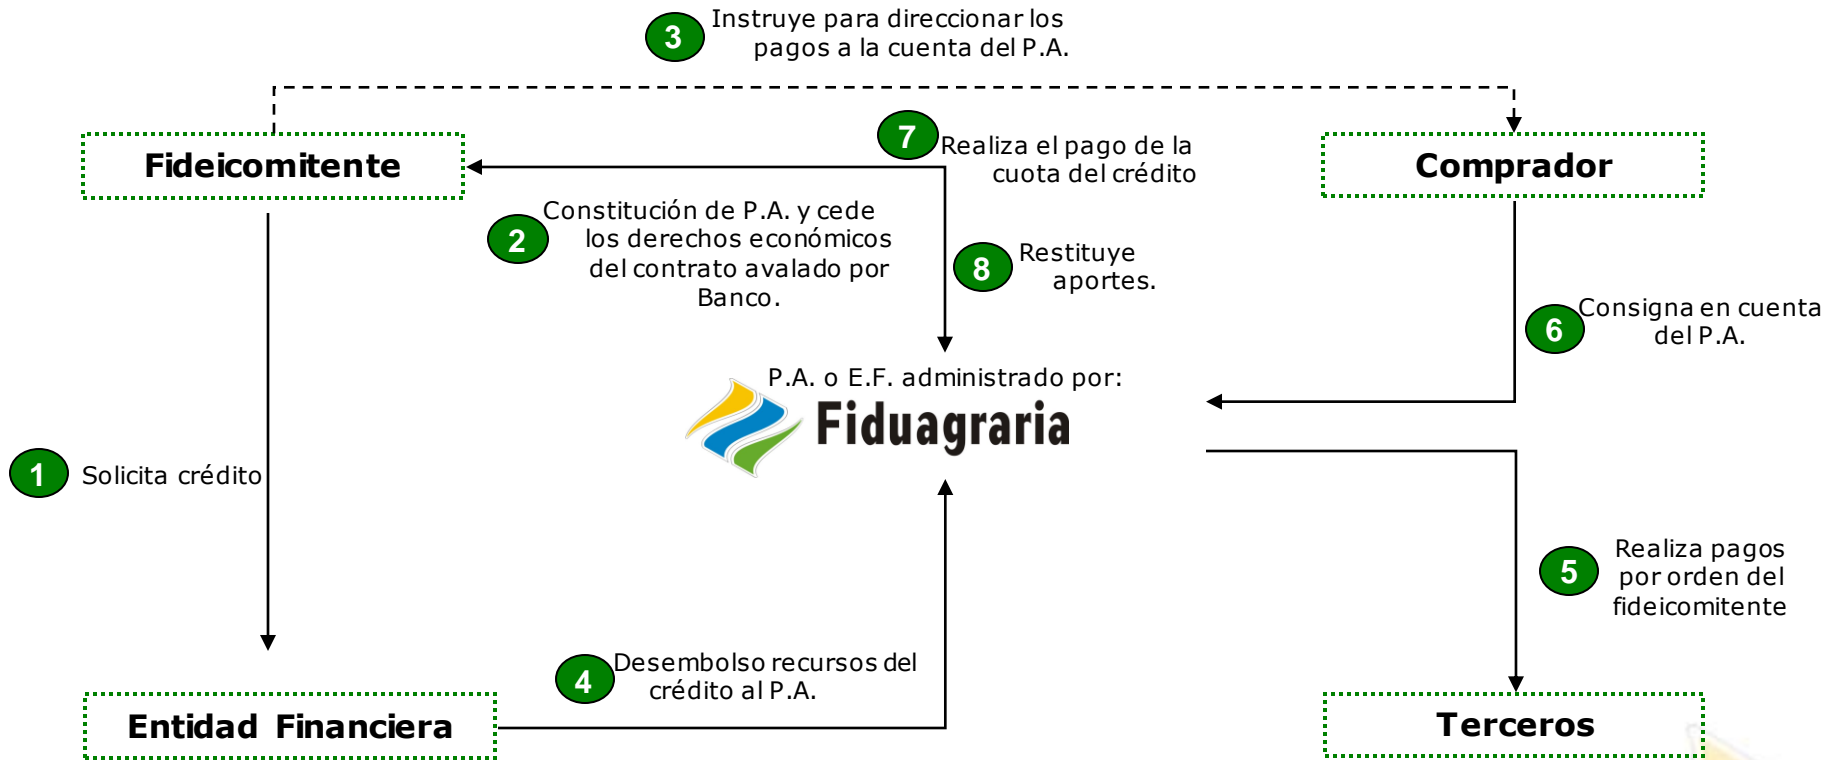 3
Instruye para direccionar los
pagos a la cuenta del P.A.
Fideicomitente
7
Realiza el pago de la
cuota del crédito
Comprador
2
Constitución de P.A. y cede
los derechos económicos
del contrato avalado por
Banco.
8
Restituye
aportes.
6
Consigna en cuenta
del P.A.
P.A. o E.F. administrado por:
Fiduagraria
1
Solicita crédito
5
Realiza pagos
por orden del
fideicomitente
4
Desembolso recursos del
crédito al P.A.
Entidad Financiera
Terceros